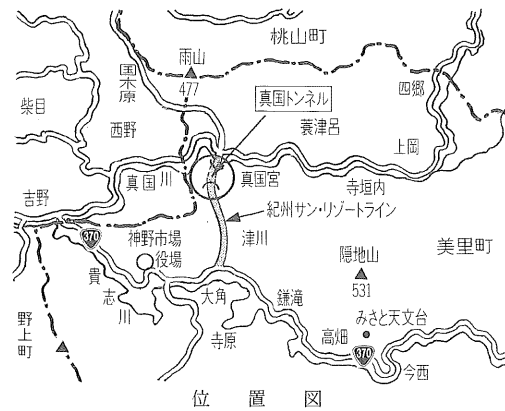 桃山町
雨山
477
国木原
柴目
西野
四郷
真国トンネル
蓑津呂
上岡
真国川
真国宮
寺垣内
吉野
紀州サン・リゾートライン
370
神野市場
役場
津川
隠地山
531
美里町
貴志川
大角
鎌滝
みさと天文台
野上町
寺原
高畑
370
今西
位置図